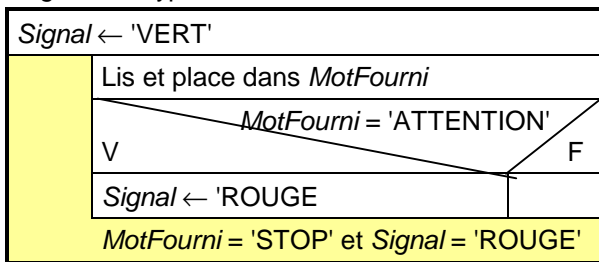 Signal ← 'VERT'
Lis et place dans MotFourni
MotFourni = 'ATTENTION'
V F
Signal ← 'ROUGE
MotFourni = 'STOP' et Signal = 'ROUGE'